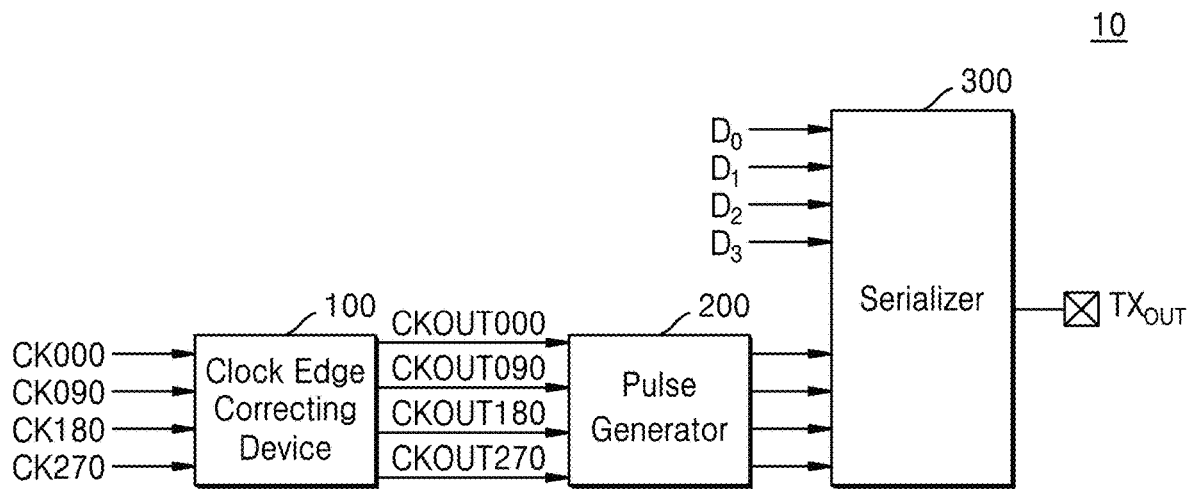 10
300
D0
D1
D2
D3
Serializer
TXOUT
100
CK000
CK090
CK180
CK270
Clock Edge
Correcting
Device
CKOUT000
CKOUT090
CKOUT180
CKOUT270
200
Pulse
Generator